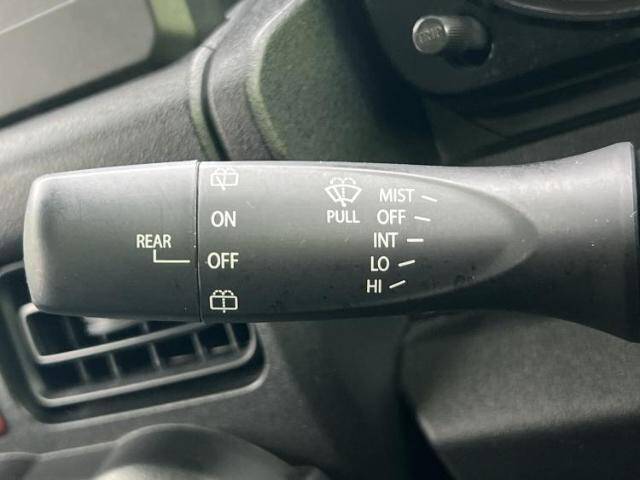 REAR
ON
OFF
PULL
MIST
OFF
INT
LO
HI